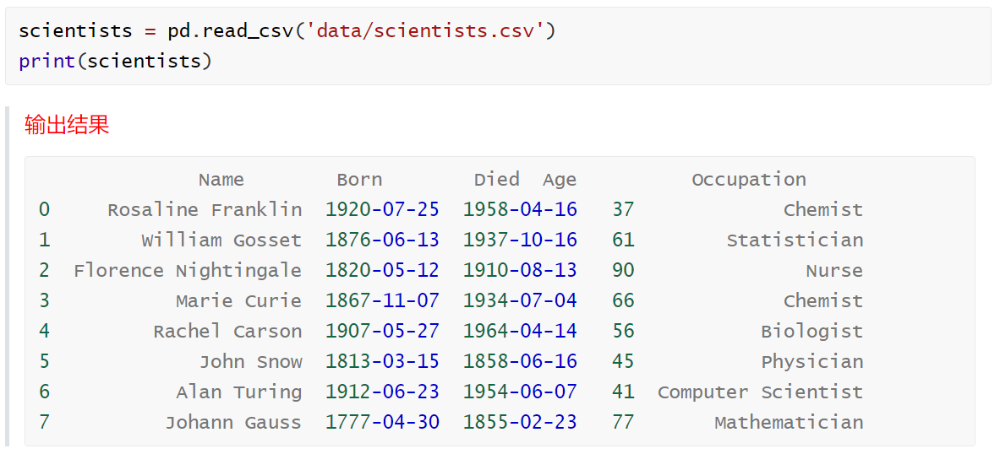 scientists = pd.read_csv('data/scientists.csv')
print(scientists)
输出结果
Name Born Died Age Occupation
0 Rosaline Franklin 1920-07-25 1958-04-16 37 Chemist
1 William Gosset 1876-06-13 1937-10-16 61 Statistician
2 Florence Nightingale 1820-05-12 1910-08-13 90 Nurse
3 Marie Curie 1867-11-07 1934-07-04 66 Chemist
4 Rachel Carson 1907-05-27 1964-04-14 56 Biologist
5 John Snow 1813-03-15 1858-06-16 45 Physician
6 Alan Turing 1912-06-23 1954-06-07 41 Computer Scientist
7 Johann Gauss 1777-04-30 1855-02-23 77 Mathematician